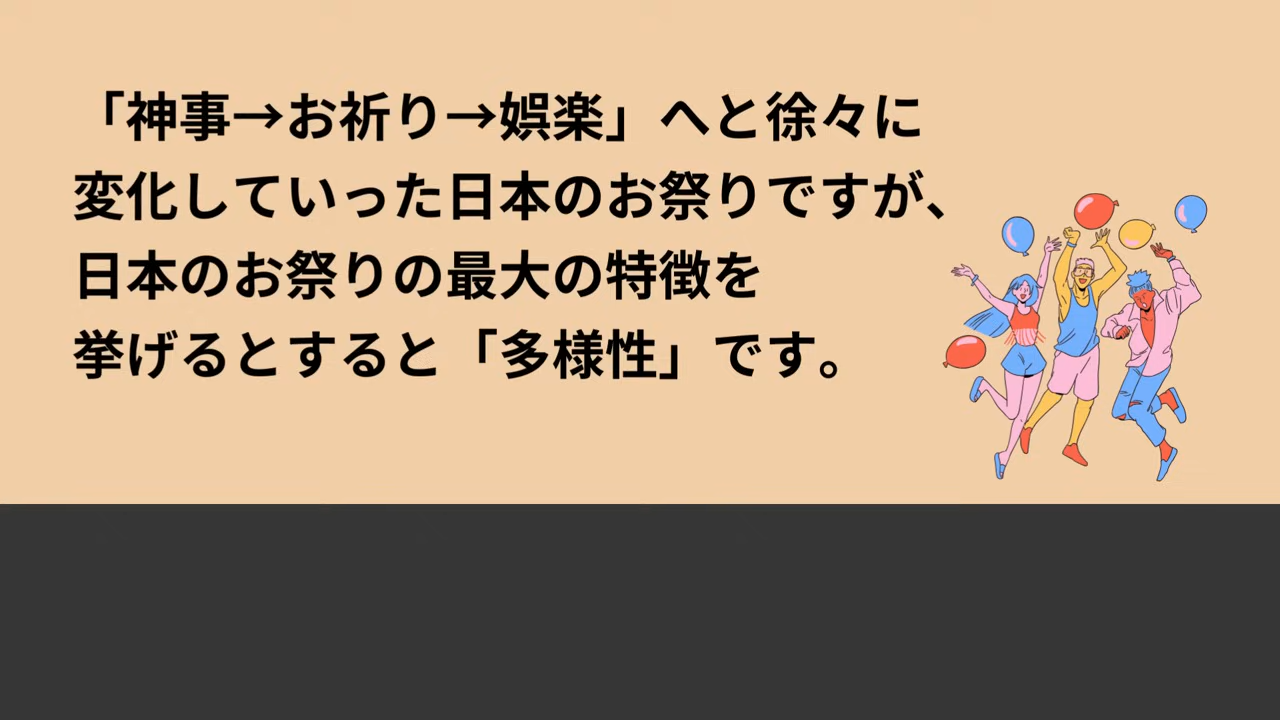 「神事→お祈り→娯楽」へと徐々に
変化していった日本のお祭りですが、
日本のお祭りの最大の特徴を
挙げるとすると「多様性」です。